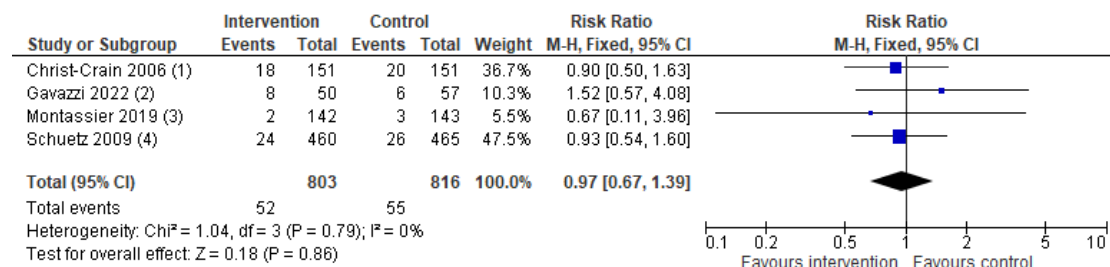 Intervention Control Risk Ratio Risk Ratio
Study or Subgroup Events Total Events Total Weight M-H, Fixed, 95% CI M-H, Fixed, 95% CI
Christ-Crain 2006 (1) 18 151 20 151 36.7% 0.90 [0.50, 1.63]
Gavazzi 2022 (2) 8 50 6 57 10.3% 1.52 [0.57, 4.08]
Montassier 2019 (3) 2 142 3 143 5.5% 0.67 [0.11, 3.96]
Schuetz 2009 (4) 24 460 26 465 47.5% 0.93 [0.54, 1.60]
Total (95% CI) 803 816 100.0% 0.97 [0.67, 1.39]
Total events 52 55
Heterogeneity: Chi² = 1.04, df = 3 (P = 0.79); I² = 0%
Test for overall effect: Z = 0.18 (P = 0.86)
0.1 0.2 0.5 1 2 5 10
Favours intervention Favours control